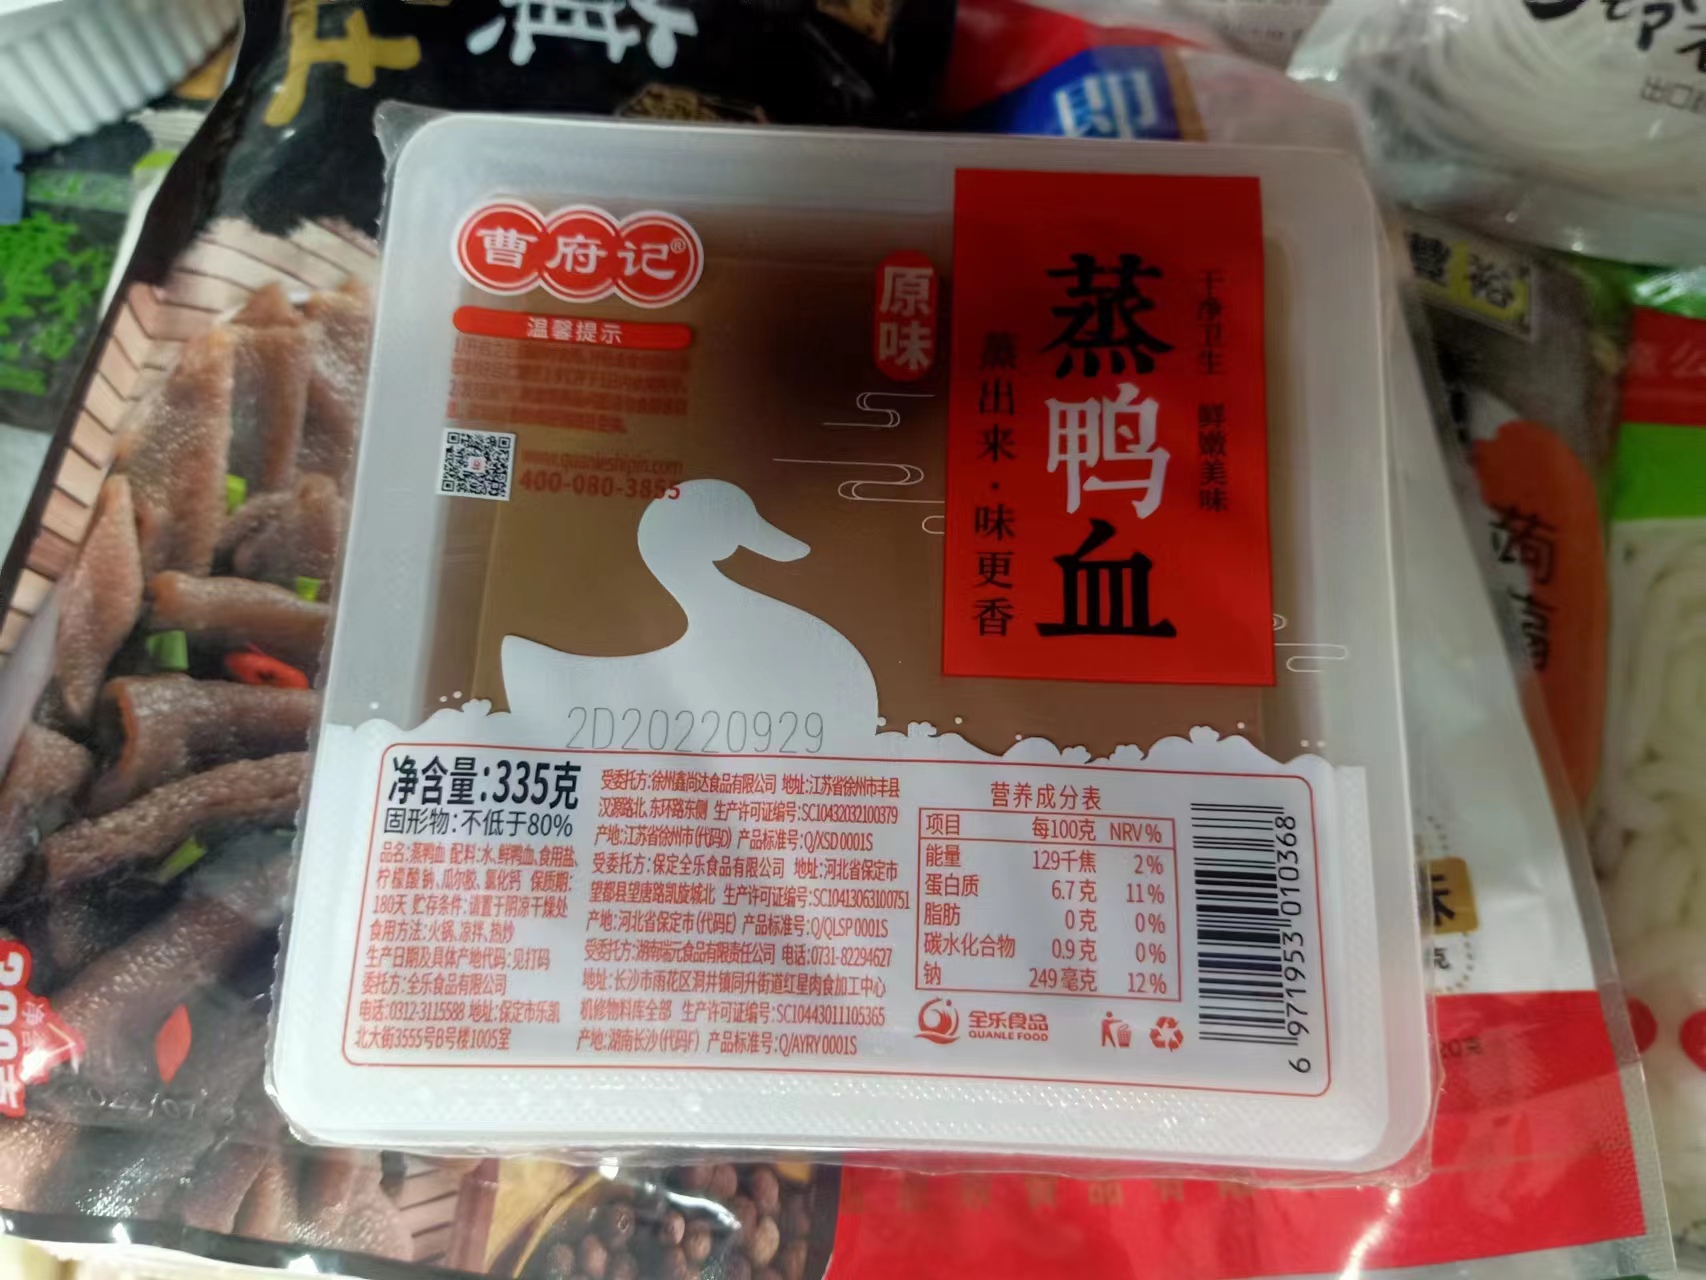 曹府记®
温馨提示
www.quanleshipin.com
400-080-3855
原味
干净卫生 鲜嫩美味
蒸鸭血
蒸出来·味更香
2D20220929
净含量:335克
固形物:不低于80%
品名:蒸鸭血 配料:水、鲜鸭血、食用盐、
柠檬酸钠、瓜尔胶、氯化钙 保质期:
180天 贮存条件:请置于阴凉干燥处
食用方法:火锅、凉拌、热炒
生产日期及具体产地代码:见打码
委托方:全乐食品有限公司
电话:0312-3115588 地址:保定市乐凯
北大街3555号B号楼1005室
受委托方:徐州鑫尚达食品有限公司 地址:江苏省徐州市丰县
汉源路北,东环路东侧 生产许可证编号:SC10432032100379
产地:江苏省徐州市(代码D) 产品标准号:Q/XSD 0001S
受委托方:保定全乐食品有限公司 地址:河北省保定市
望都县望唐路凯旋城北 生产许可证编号:SC10413063100751
产地:河北省保定市(代码E) 产品标准号:Q/QLSP 0001S
受委托方:湖南瑞元食品有限责任公司 电话:0731-82294627
地址:长沙市雨花区洞井镇同升街道红星肉食加工中心
机修物料库全部 生产许可证编号:SC10443011105365
产地:湖南长沙(代码F) 产品标准号:Q/AYRY 0001S
营养成分表
项目 每100克 NRV%
能量 129千焦 2%
蛋白质 6.7克 11%
脂肪 0克 0%
碳水化合物 0.9克 0%
钠 249毫克 12%
全乐食品
QUANLE FOOD
6971953010368